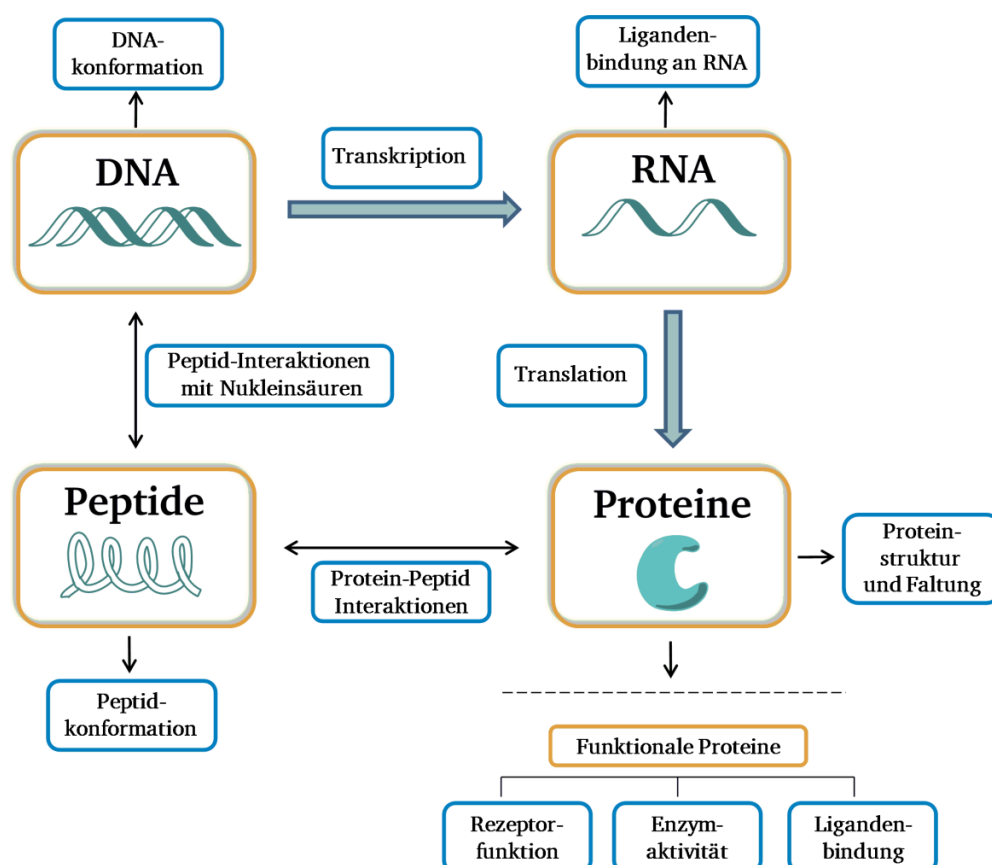 DNA-
konformation
Liganden-
bindung an RNA
DNA
Transkription
RNA
Peptid-Interaktionen
mit Nukleinsäuren
Translation
Peptide
Proteine
Protein-Peptid
Interaktionen
Protein-
struktur
und Faltung
Peptid-
konformation
Funktionale Proteine
Rezeptor-
funktion
Enzym-
aktivität
Liganden-
bindung